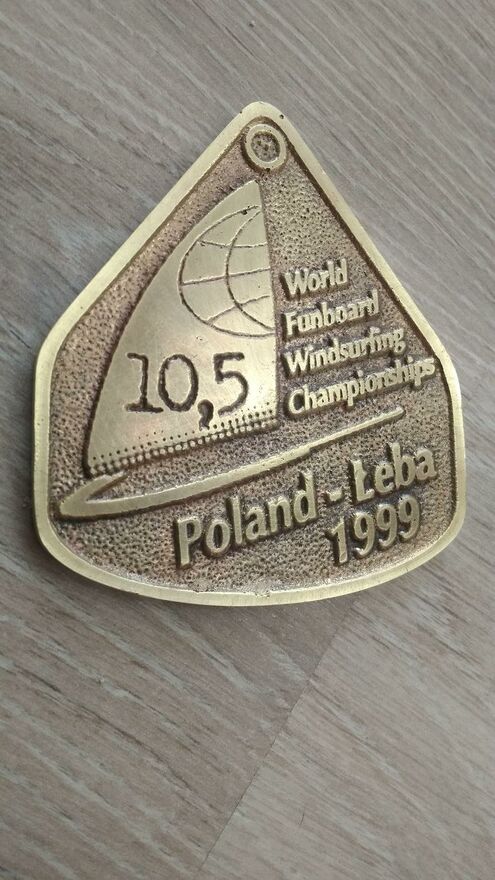 World
Funboard
Windsurfing
Championships
10,5
Poland - Łeba
1999